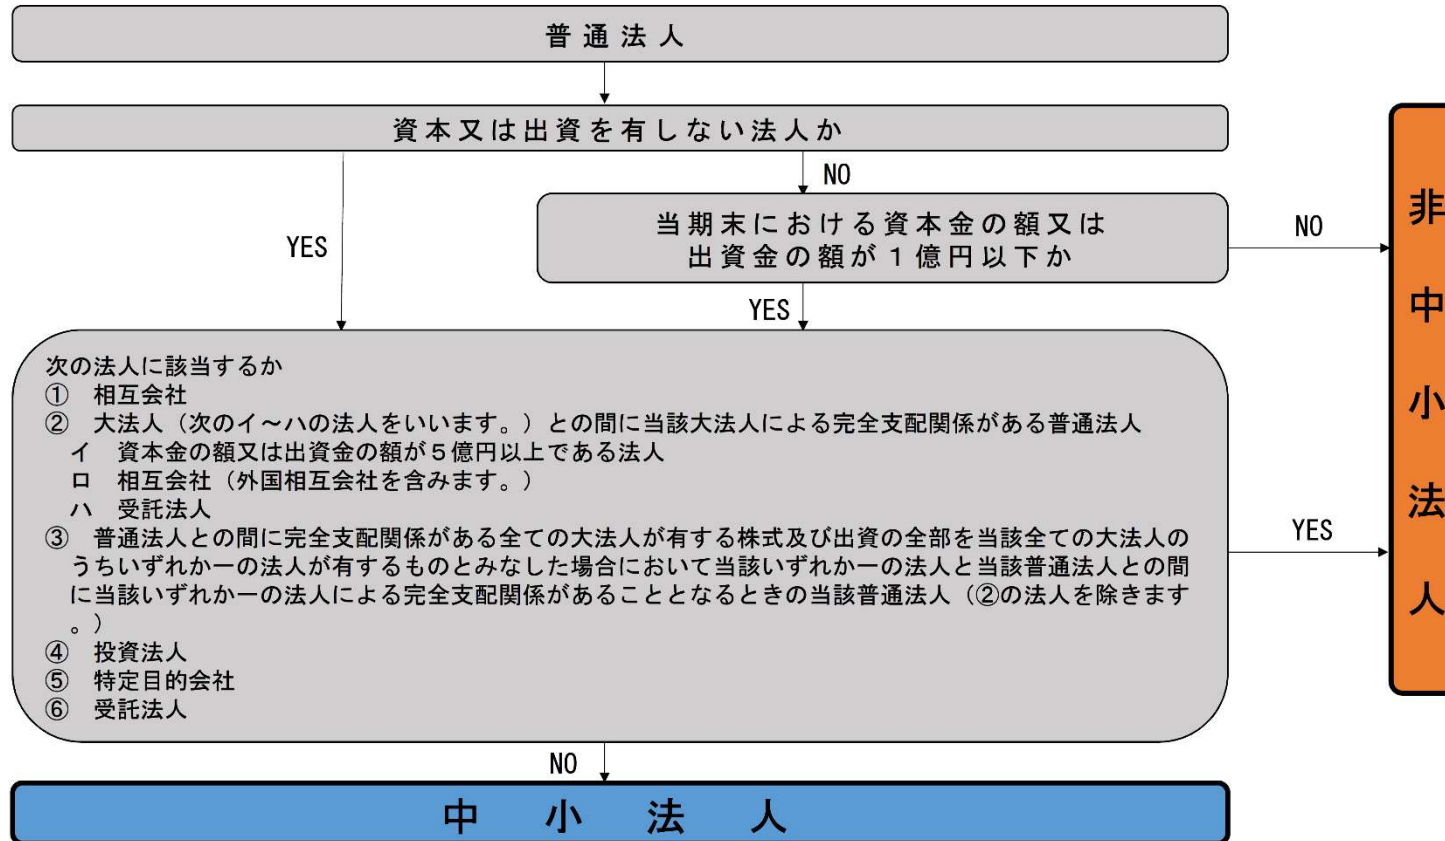 普通法人
資本又は出資を有しない法人か
NO
当期末における資本金の額又は
出資金の額が１億円以下か
NO
YES
YES
次の法人に該当するか
①　相互会社
②　大法人（次のイ～ハの法人をいいます。）との間に当該大法人による完全支配関係がある普通法人
イ　資本金の額又は出資金の額が５億円以上である法人
ロ　相互会社（外国相互会社を含みます。）
ハ　受託法人
③　普通法人との間に完全支配関係がある全ての大法人が有する株式及び出資の全部を当該全ての大法人の
うちいずれか一の法人が有するものとみなした場合において当該いずれか一の法人と当該普通法人との間
に当該いずれか一の法人による完全支配関係があることとなるときの当該普通法人（②の法人を除きます
。）
④　投資法人
⑤　特定目的会社
⑥　受託法人
YES
非中小法人
NO
中小法人